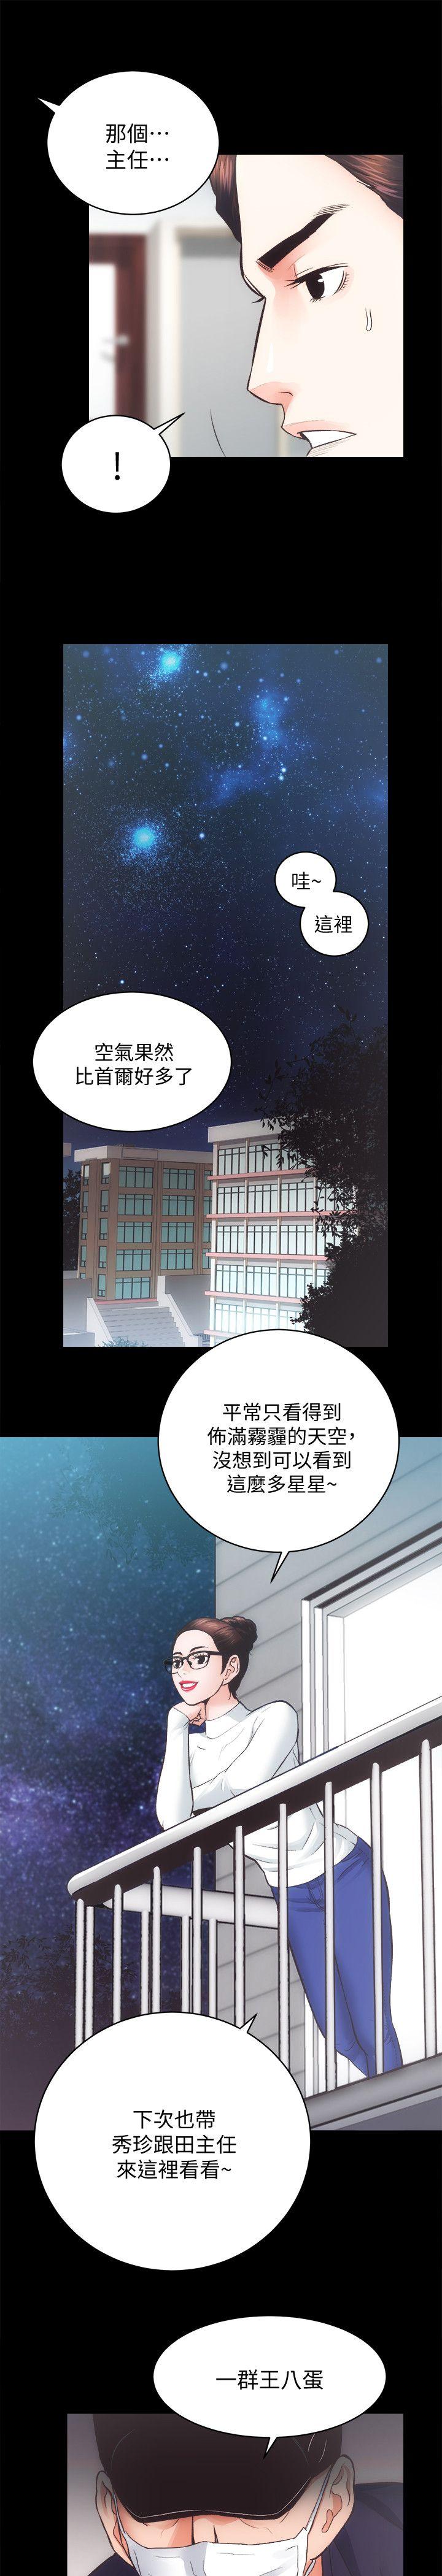 那個…
主任…
!
哇~
這裡
空氣果然
比首爾好多了
平常只看得到
佈滿霧霾的天空,
沒想到可以看到
這麼多星星~
下次也帶
秀珍跟田主任
來這裡看看~
一群王八蛋